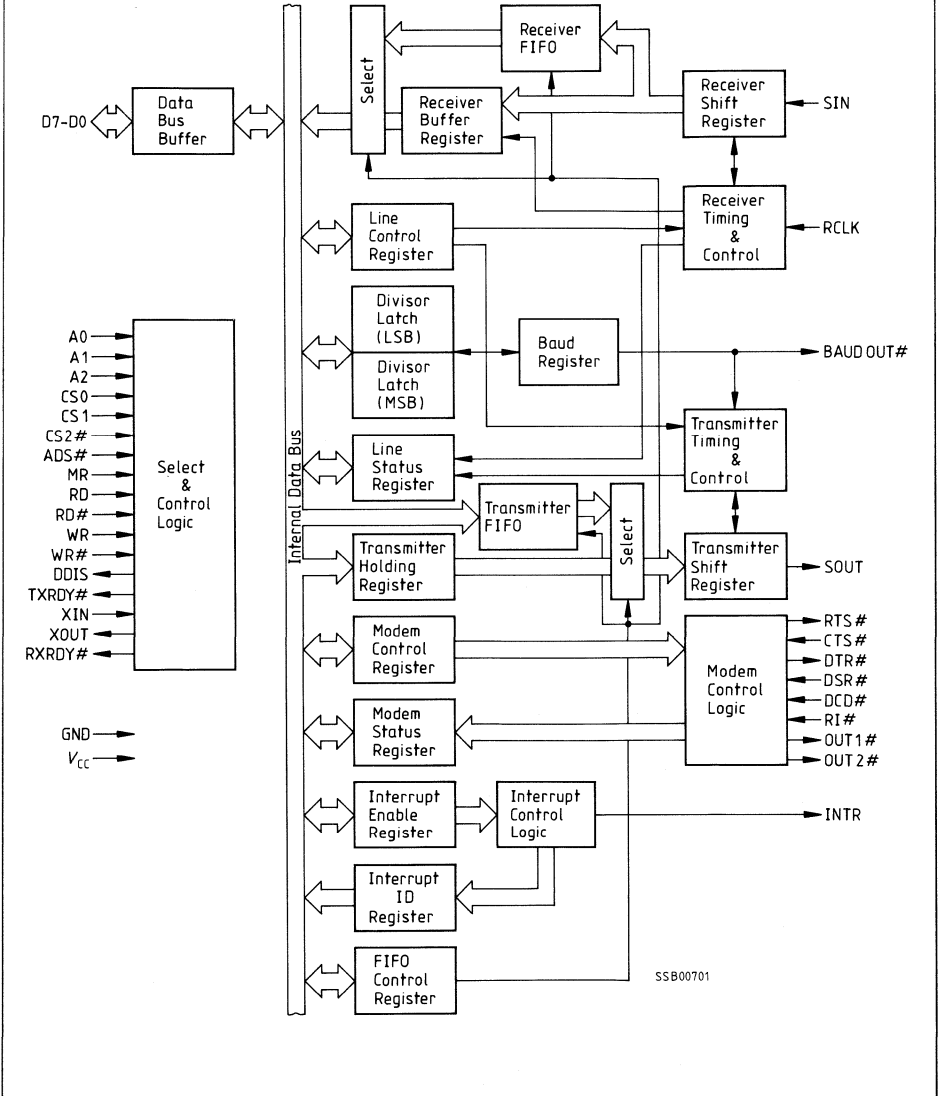 Receiver
FIFO
Select
Receiver
Shift
Register
SIN
D7-D0
Data
Bus
Buffer
Receiver
Buffer
Register
Receiver
Timing
&
Control
RCLK
Line
Control
Register
Divisor
Latch
(LSB)
Divisor
Latch
(MSB)
Baud
Register
BAUD OUT#
A0
A1
A2
CS0
CS1
CS2#
ADS#
MR
RD
RD#
WR
WR#
DDIS
TXRDY#
XIN
XOUT
RXRDY#
Select
&
Control
Logic
GND
VCC
Internal Data Bus
Line
Status
Register
Transmitter
Timing
&
Control
Transmitter
FIFO
Select
Transmitter
Holding
Register
Transmitter
Shift
Register
SOUT
Modem
Control
Register
Modem
Control
Logic
RTS#
CTS#
DTR#
DSR#
DCD#
RI#
OUT1#
OUT2#
Modem
Status
Register
Interrupt
Enable
Register
Interrupt
Control
Logic
INTR
Interrupt
ID
Register
FIFO
Control
Register
SSB00701